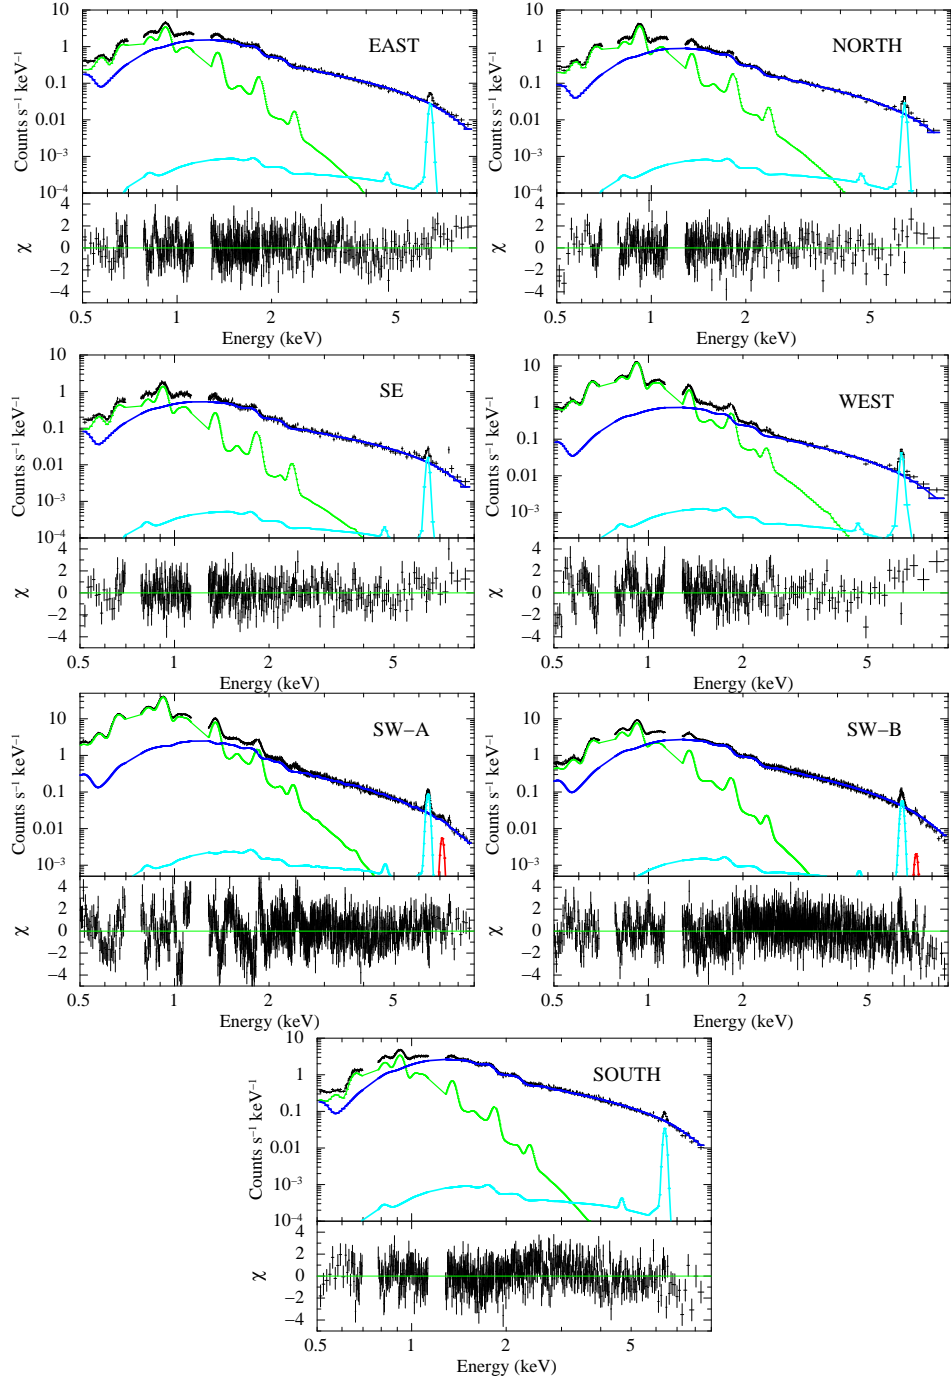 EAST
Counts s⁻¹ keV⁻¹
10
1
0.1
0.01
10⁻³
10⁻⁴
χ
4
2
0
−2
−4
0.5 1 2 5
Energy (keV)
NORTH
Counts s⁻¹ keV⁻¹
10
1
0.1
0.01
10⁻³
10⁻⁴
χ
4
2
0
−2
−4
0.5 1 2 5
Energy (keV)
SE
Counts s⁻¹ keV⁻¹
10
1
0.1
0.01
10⁻³
10⁻⁴
χ
4
2
0
−2
−4
0.5 1 2 5
Energy (keV)
WEST
Counts s⁻¹ keV⁻¹
10
1
0.1
0.01
10⁻³
χ
4
2
0
−2
−4
0.5 1 2 5
Energy (keV)
SW−A
Counts s⁻¹ keV⁻¹
10
1
0.1
0.01
10⁻³
χ
4
2
0
−2
−4
0.5 1 2 5
Energy (keV)
SW−B
Counts s⁻¹ keV⁻¹
10
1
0.1
0.01
10⁻³
χ
4
2
0
−2
−4
0.5 1 2 5
Energy (keV)
SOUTH
Counts s⁻¹ keV⁻¹
10
1
0.1
0.01
10⁻³
10⁻⁴
χ
4
2
0
−2
−4
0.5 1 2 5
Energy (keV)